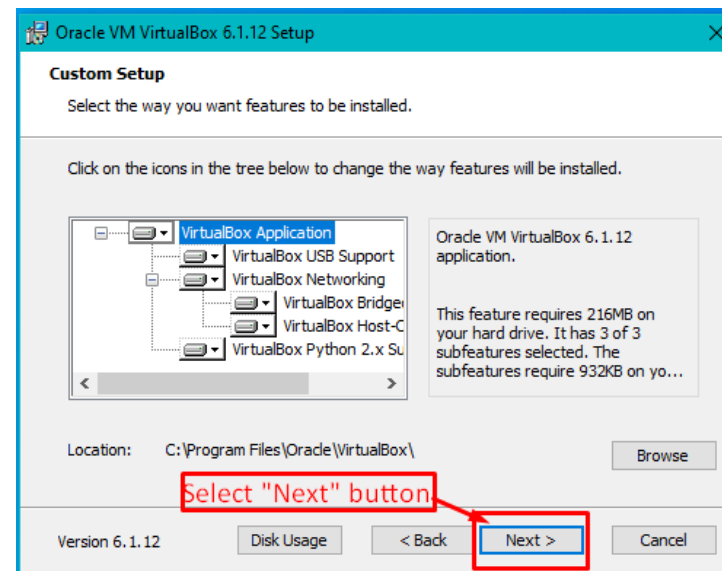 Oracle VM VirtualBox 6.1.12 Setup
Custom Setup
Select the way you want features to be installed.
Click on the icons in the tree below to change the way features will be installed.
VirtualBox Application
VirtualBox USB Support
VirtualBox Networking
VirtualBox Bridge
VirtualBox Host-C
VirtualBox Python 2.x Su
Oracle VM VirtualBox 6.1.12
application.
This feature requires 216MB on
your hard drive. It has 3 of 3
subfeatures selected. The
subfeatures require 932KB on yo...
Location: C:\Program Files\Oracle\VirtualBox\
Browse
Select "Next" button.
Version 6.1.12
Disk Usage
< Back
Next >
Cancel